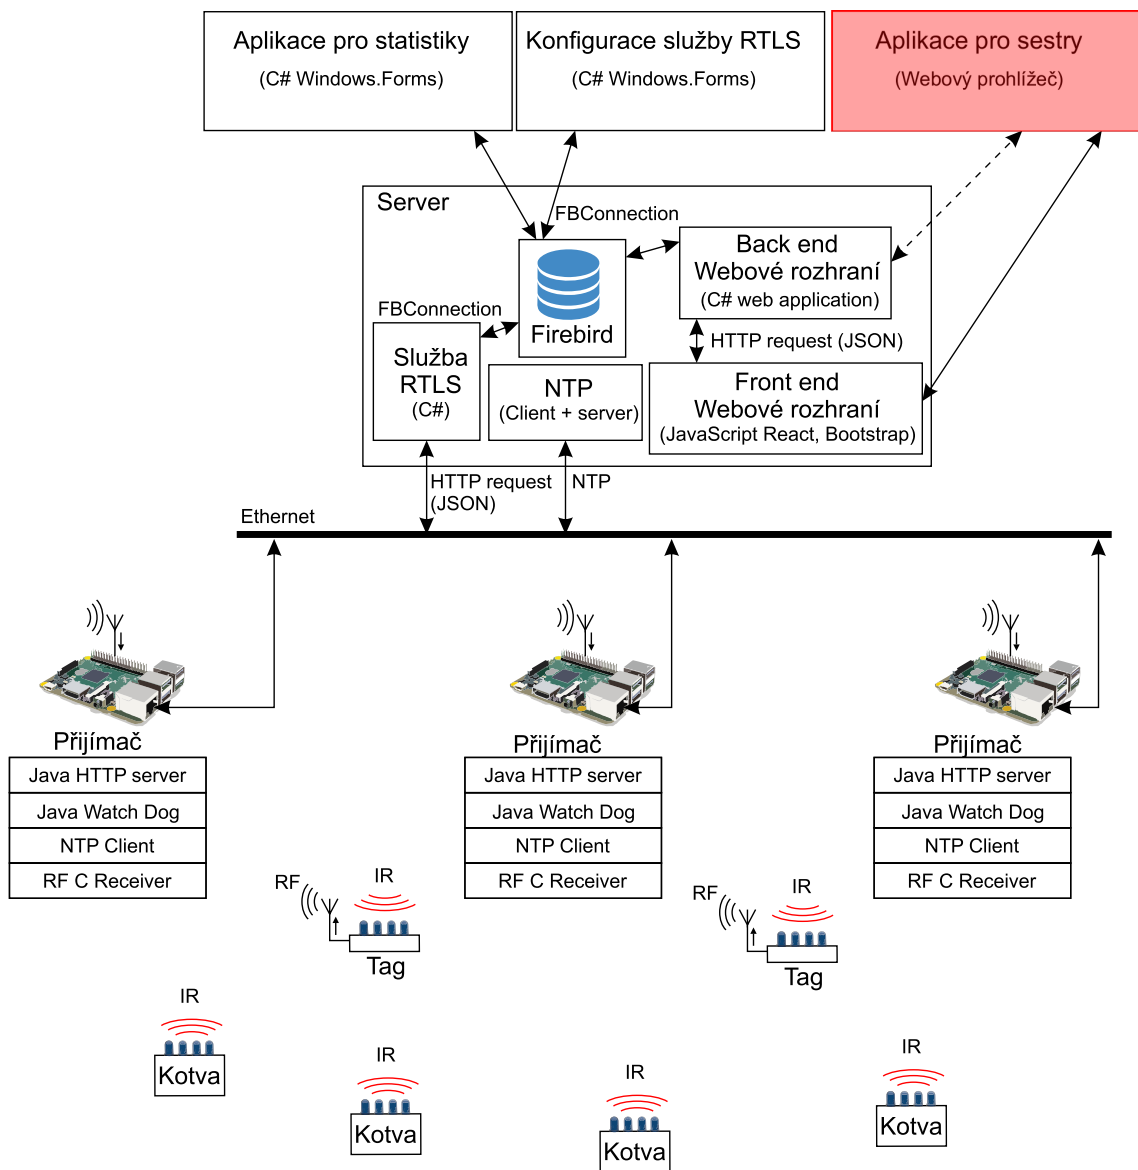 Aplikace pro statistiky
(C# Windows.Forms)
Konfigurace služby RTLS
(C# Windows.Forms)
Aplikace pro sestry
(Webový prohlížeč)
Server
FBConnection
Firebird
Back end
Webové rozhraní
(C# web application)
FBConnection
HTTP request (JSON)
Služba
RTLS
(C#)
NTP
(Client + server)
Front end
Webové rozhraní
(JavaScript React, Bootstrap)
HTTP request
(JSON)
NTP
Ethernet
Přijímač
Java HTTP server
Java Watch Dog
NTP Client
RF C Receiver
Přijímač
Java HTTP server
Java Watch Dog
NTP Client
RF C Receiver
Přijímač
Java HTTP server
Java Watch Dog
NTP Client
RF C Receiver
RF
IR
Tag
RF
IR
Tag
IR
Kotva
IR
Kotva
IR
Kotva
IR
Kotva